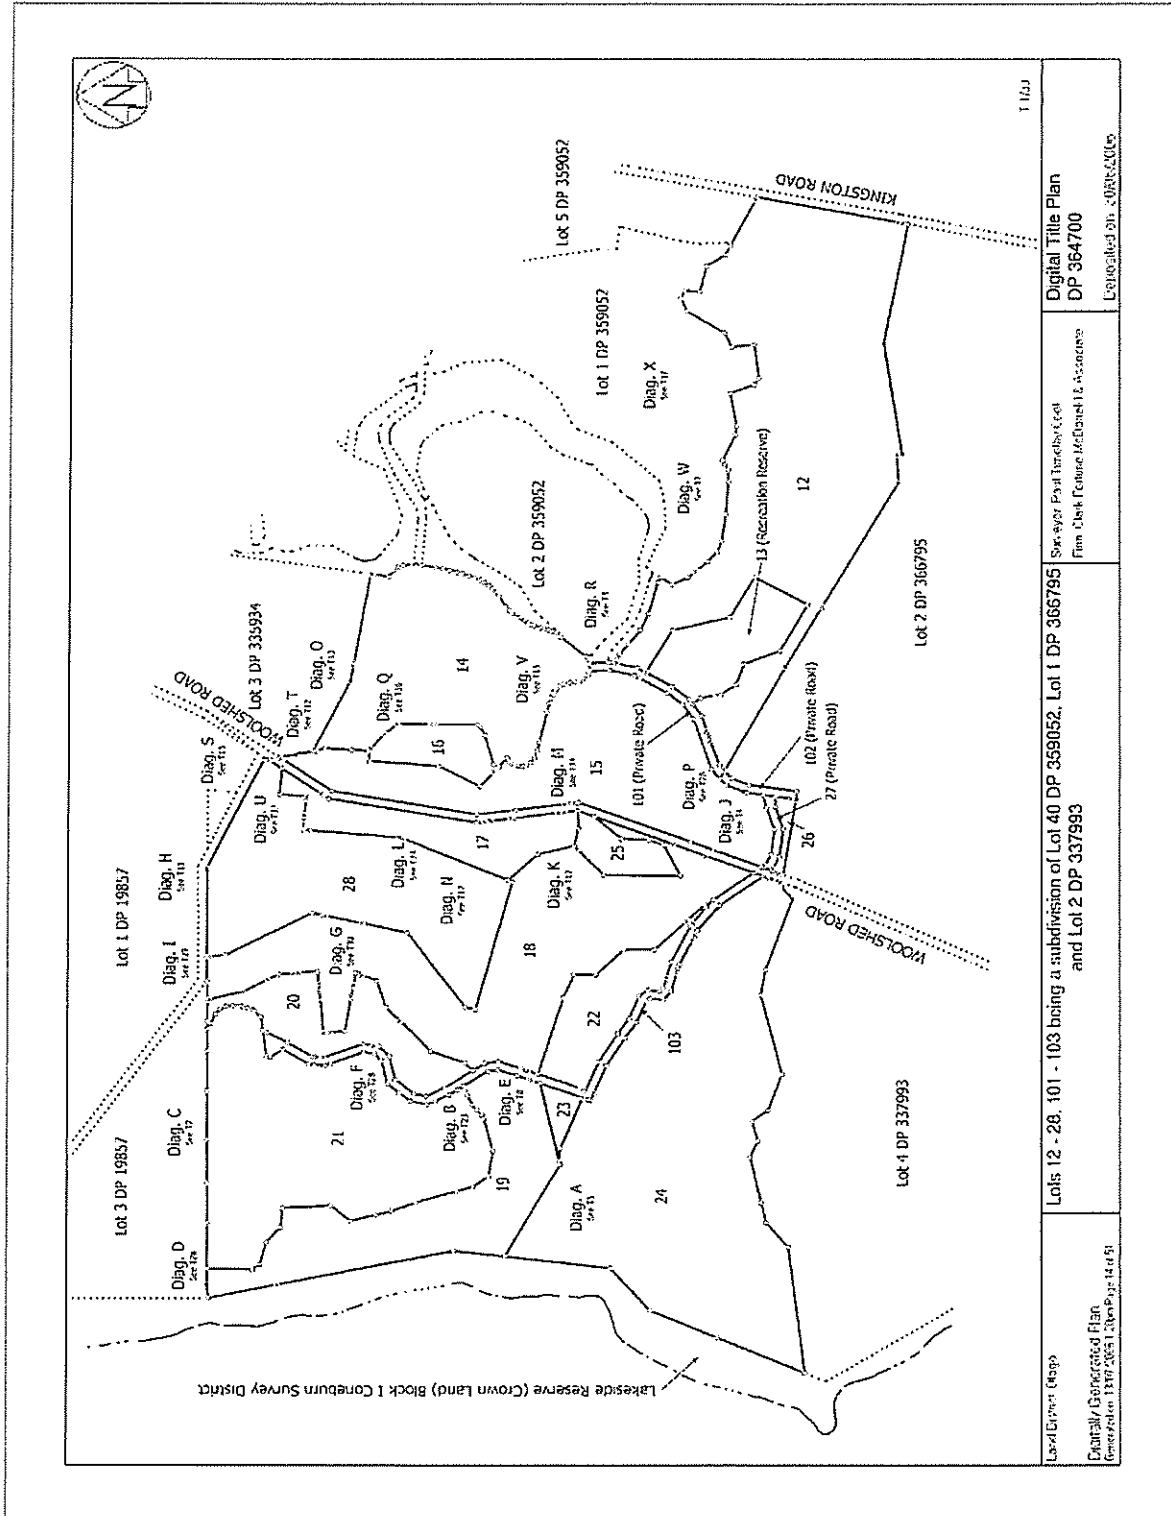 N
Lot 3 DP 19857
Lot 1 DP 19857
WOOLSHED ROAD
Lot 3 DP 335934
Lot 5 DP 359052
Diag. D
Diag. C
Diag. I
Diag. H
Diag. S
Diag. U
Diag. T
Diag. O
21
20
28
Diag. F
Diag. G
Diag. L
Diag. Q
16
14
Lot 2 DP 359052
Lot 1 DP 359052
Diag. B
Diag. N
17
19
Diag. E
18
Diag. K
Diag. M
Diag. V
Diag. R
Diag. A
23
22
25
15
Diag. X
24
103
101 (Private Road)
Diag. W
Diag. J
Diag. P
13 (Recreation Reserve)
12
KINGSTON ROAD
26
102 (Private Road)
27 (Private Road)
WOOLSHED ROAD
Lot 4 DP 337993
Lot 2 DP 366795
Lakeside Reserve (Crown Land) Block I Coneburn Survey District
Digitally Generated Plan
Lots 12 - 28, 101 - 103 being a subdivision of Lot 40 DP 359052, Lot 1 DP 366795
and Lot 2 DP 337993
Digital Title Plan
DP 364700